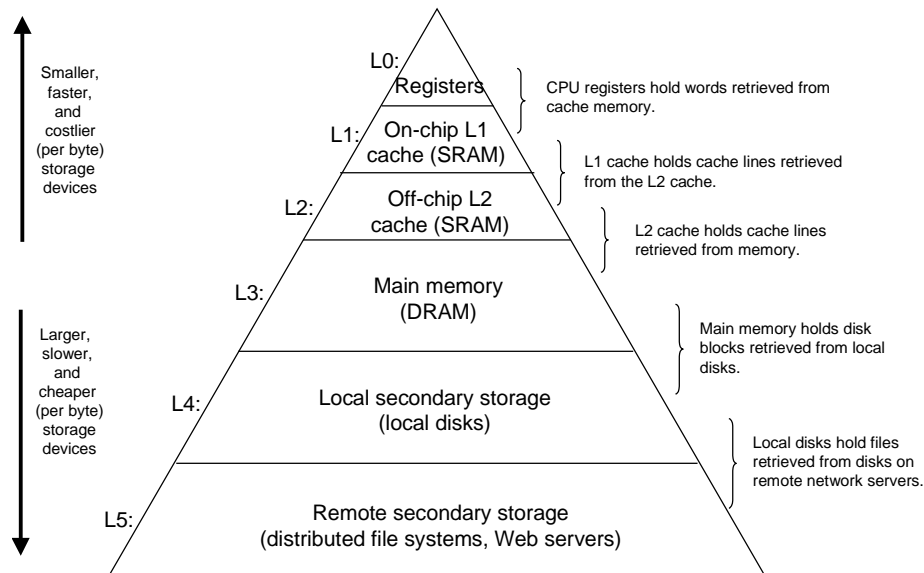 L0:
Registers
CPU registers hold words retrieved from
cache memory.
Smaller,
faster,
and
costlier
(per byte)
storage
devices
L1:
On-chip L1
cache (SRAM)
L1 cache holds cache lines retrieved
from the L2 cache.
L2:
Off-chip L2
cache (SRAM)
L2 cache holds cache lines
retrieved from memory.
L3:
Main memory
(DRAM)
Main memory holds disk
blocks retrieved from local
disks.
Larger,
slower,
and
cheaper
(per byte)
storage
devices
L4:
Local secondary storage
(local disks)
Local disks hold files
retrieved from disks on
remote network servers.
L5:
Remote secondary storage
(distributed file systems, Web servers)